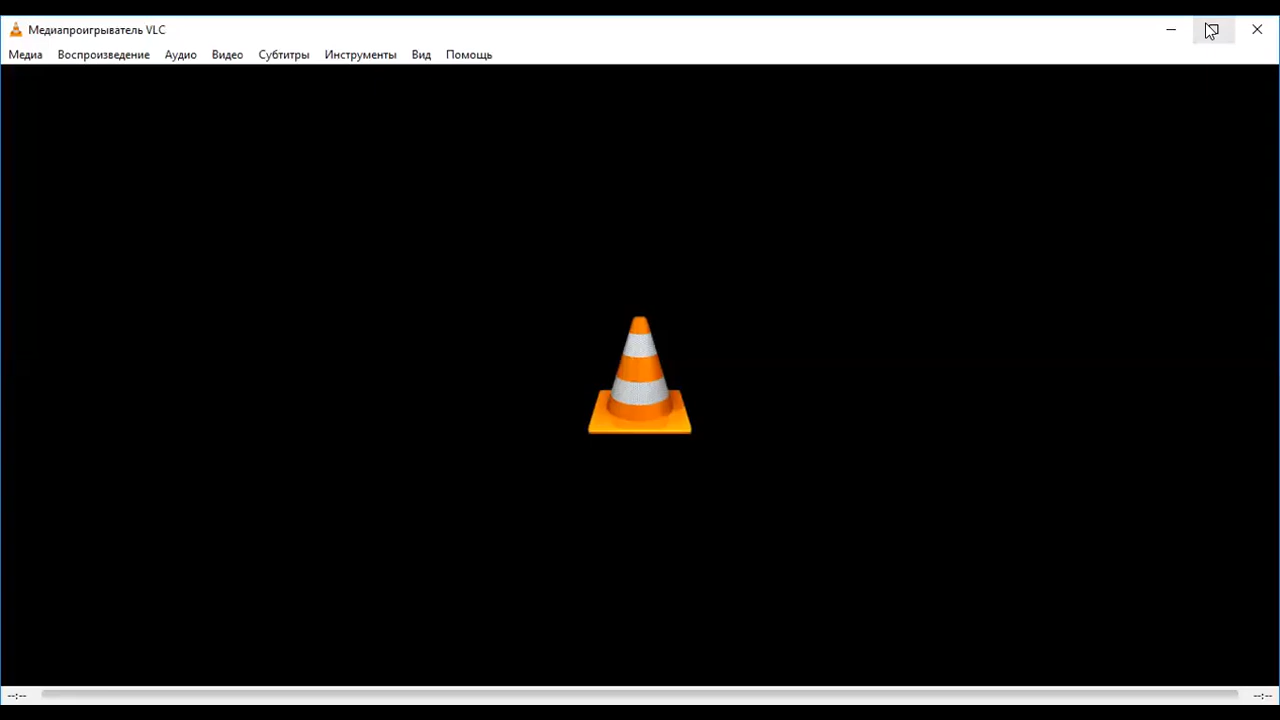 Медиапроигрыватель VLC
Медиа Воспроизведение Аудио Видео Субтитры Инструменты Вид Помощь
--:-- --:--